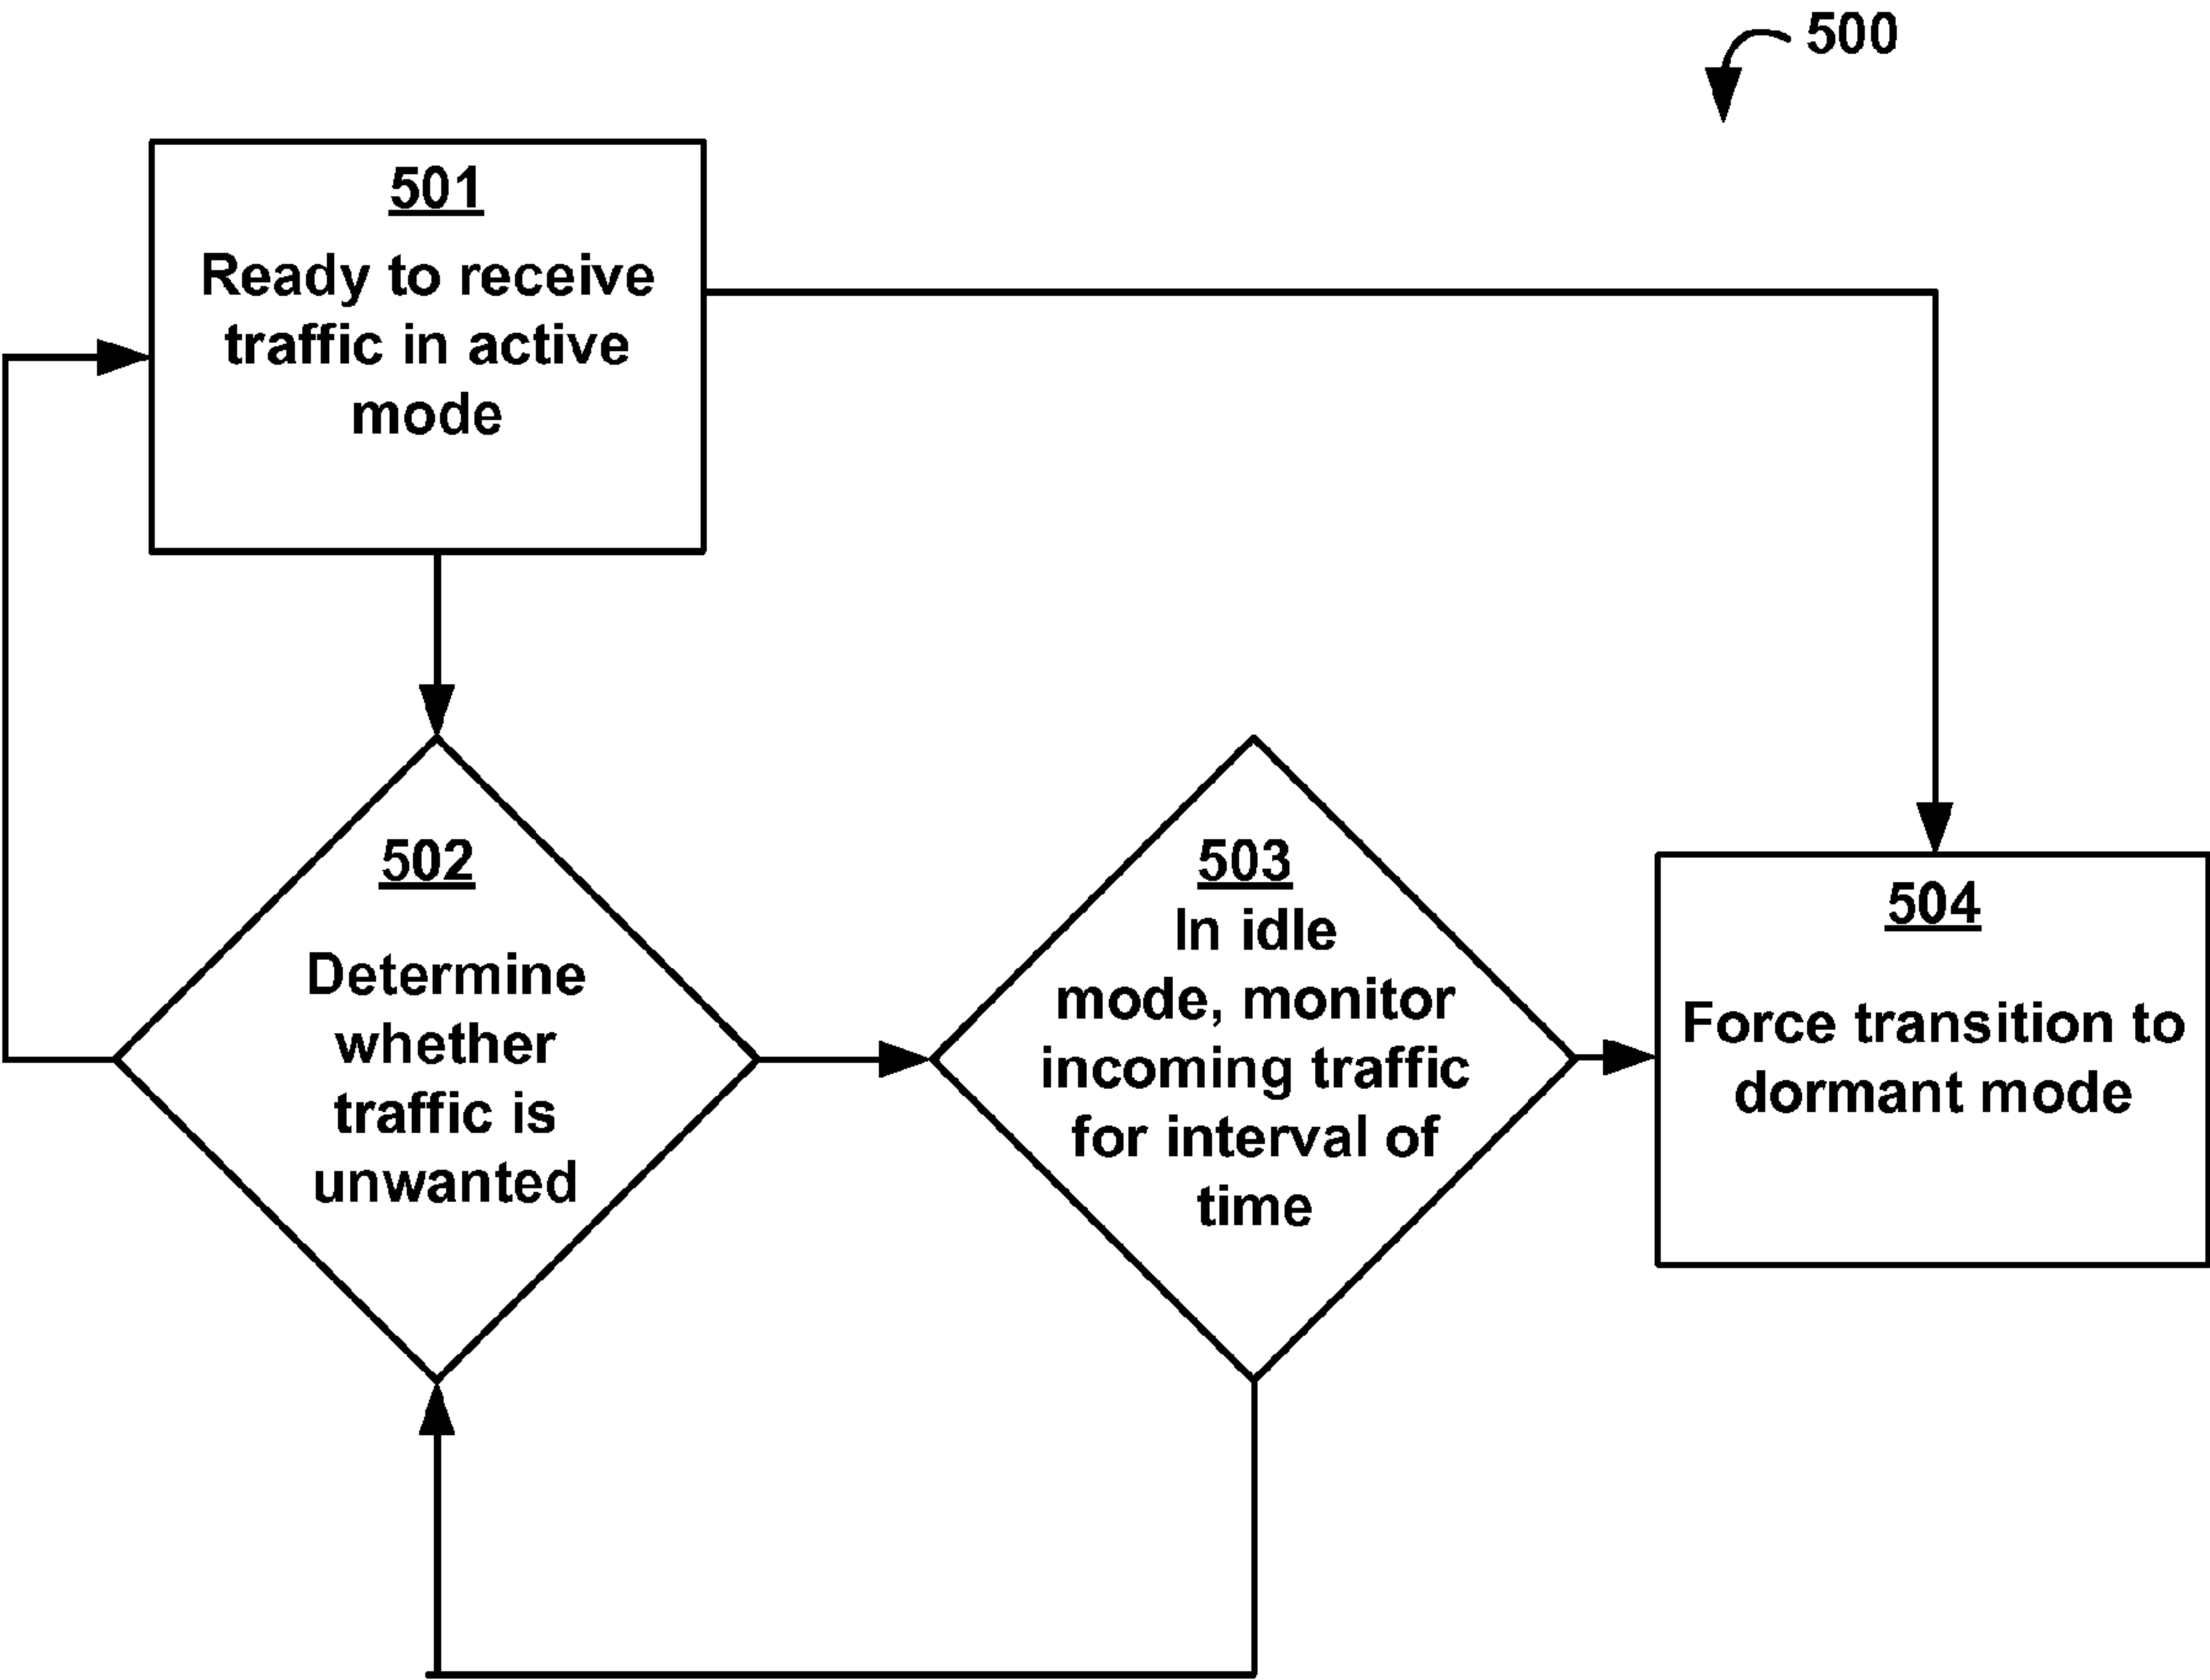 500
501
Ready to receive
traffic in active
mode
502
Determine
whether
traffic is
unwanted
503
In idle
mode, monitor
incoming traffic
for interval of
time
504
Force transition to
dormant mode